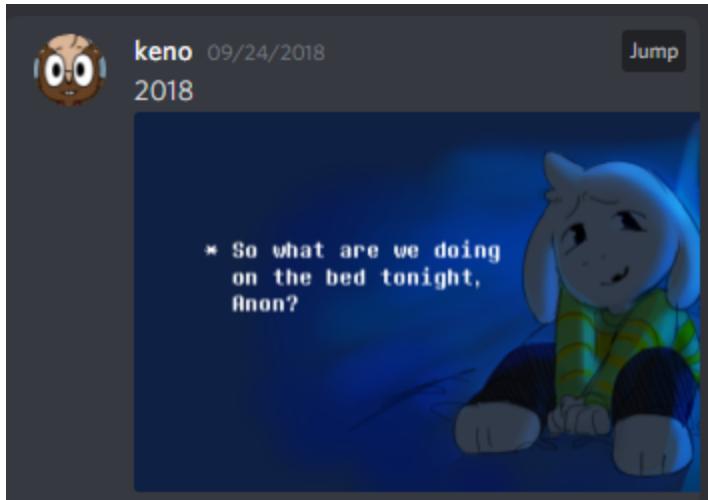 keno 09/24/2018
Jump
2018
* So what are we doing
on the bed tonight,
Anon?